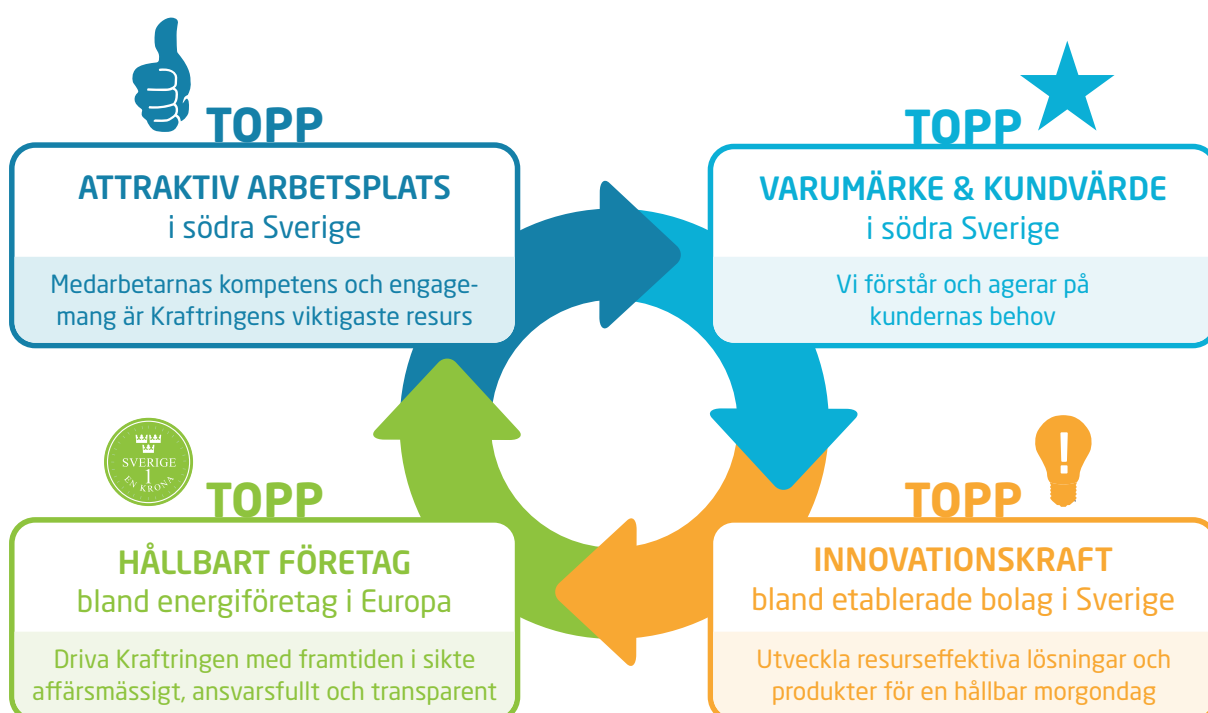 TOPP
ATTRAKTIV ARBETSPLATS
i södra Sverige
Medarbetarnas kompetens och engage-
mang är Kraftringens viktigaste resurs
TOPP
VARUMÄRKE & KUNDVÄRDE
i södra Sverige
Vi förstår och agerar på
kundernas behov
SVERIGE
1
EN KRONA
TOPP
HÅLLBART FÖRETAG
bland energiföretag i Europa
Driva Kraftringen med framtiden i sikte
affärsmässigt, ansvarsfullt och transparent
TOPP
!
INNOVATIONSKRAFT
bland etablerade bolag i Sverige
Utveckla resurseffektiva lösningar och
produkter för en hållbar morgondag